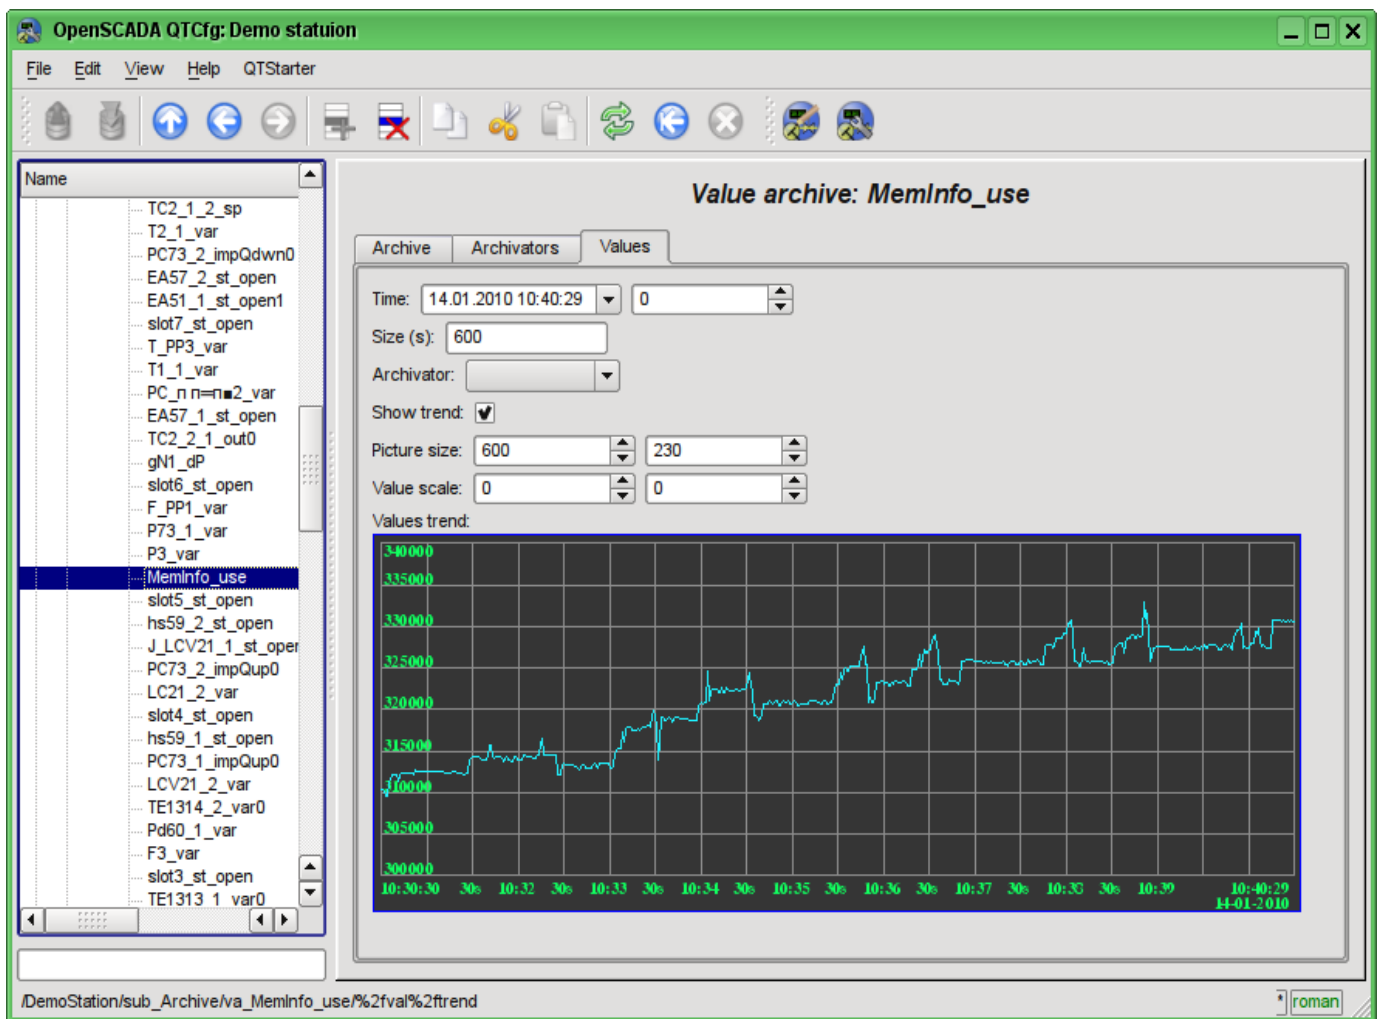 OpenSCADA QTCfg: Demo statuion
File Edit View Help QTStarter
Name
TC2_1_2_sp
T2_1_var
PC73_2_impQdwn0
EA57_2_st_open
EA51_1_st_open1
slot7_st_open
T_PP3_var
T1_1_var
PC_п п═п■2_var
EA57_1_st_open
TC2_2_1_out0
gN1_dP
slot6_st_open
F_PP1_var
P73_1_var
P3_var
MemInfo_use
slot5_st_open
hs59_2_st_open
J_LCV21_1_st_oper
PC73_2_impQup0
LC21_2_var
slot4_st_open
hs59_1_st_open
PC73_1_impQup0
LCV21_2_var
TE1314_2_var0
Pd60_1_var
F3_var
slot3_st_open
TE1313_1_var0
Value archive: MemInfo_use
Archive Archivators Values
Time: 14.01.2010 10:40:29 0
Size (s): 600
Archivator:
Show trend:
Picture size: 600 230
Value scale: 0 0
Values trend:
340000
335000
330000
325000
320000
315000
310000
305000
300000
10:30:30 30s 10:32 30s 10:33 30s 10:34 30s 10:35 30s 10:36 30s 10:37 30s 10:38 30s 10:39 10:40:29
14-01-2010
/DemoStation/sub_Archive/va_MemInfo_use/%2fval%2ftrend
* roman